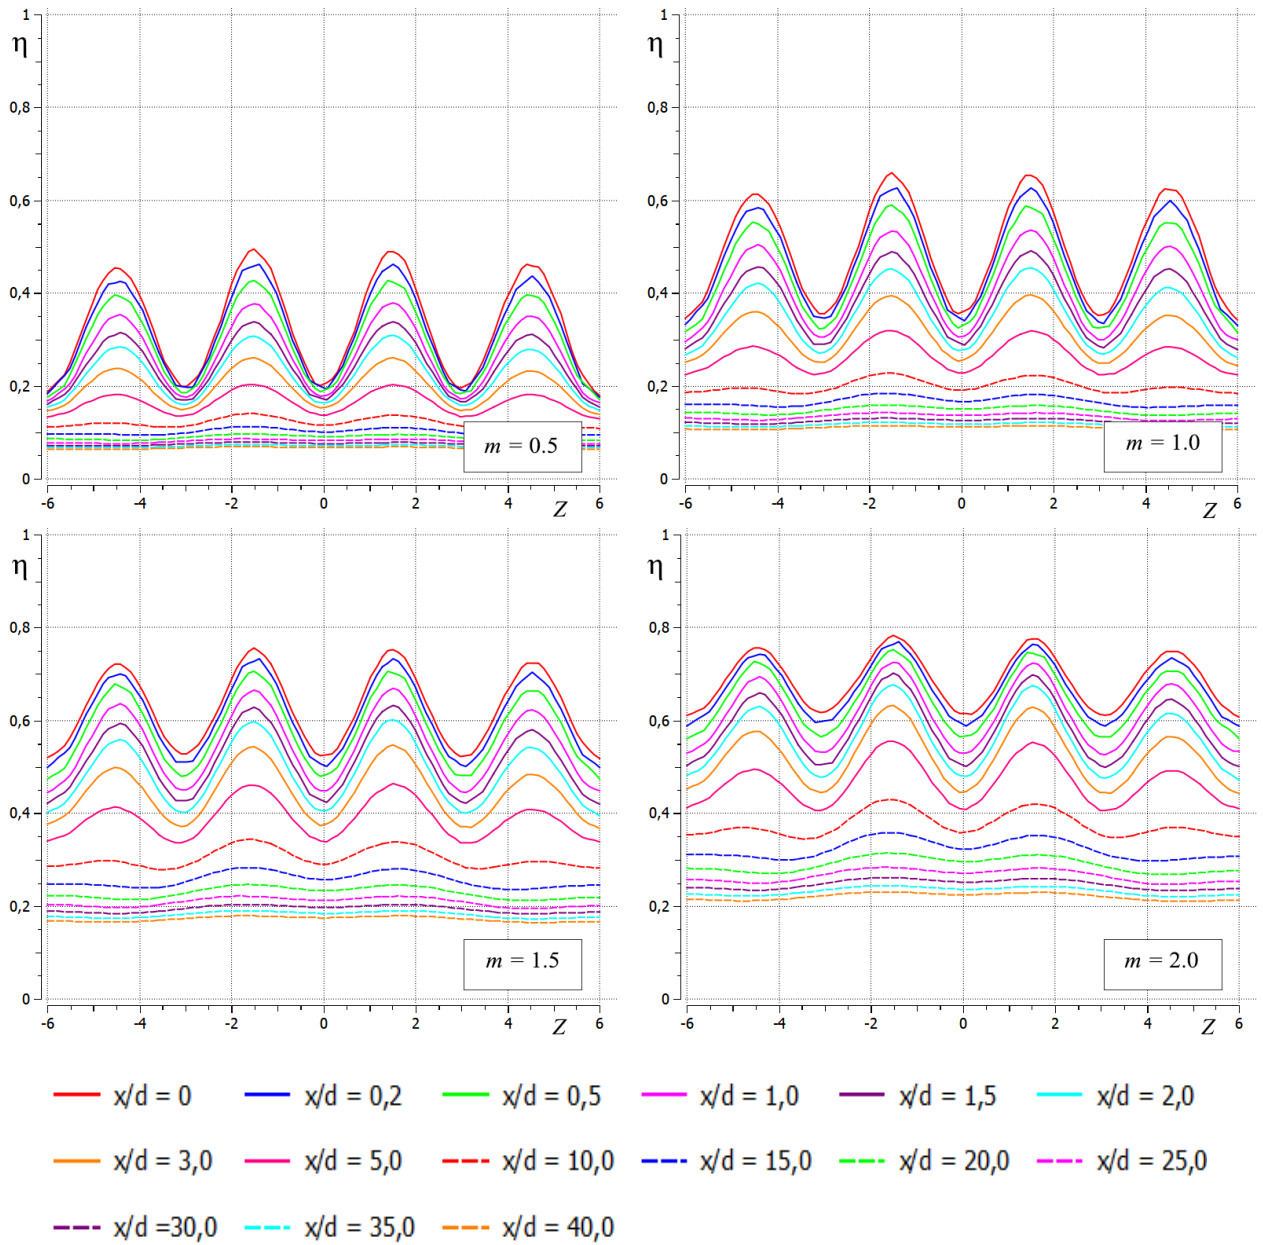 1
η
0,8
0,6
0,4
0,2
0
m = 0.5
-6 -4 -2 0 2 4 Z 6
1
η
0,8
0,6
0,4
0,2
0
m = 1.0
-6 -4 -2 0 2 4 Z 6
1
η
0,8
0,6
0,4
0,2
0
m = 1.5
-6 -4 -2 0 2 4 Z 6
1
η
0,8
0,6
0,4
0,2
0
m = 2.0
-6 -4 -2 0 2 4 Z 6
x/d = 0 x/d = 0,2 x/d = 0,5 x/d = 1,0 x/d = 1,5 x/d = 2,0
x/d = 3,0 x/d = 5,0 x/d = 10,0 x/d = 15,0 x/d = 20,0 x/d = 25,0
x/d =30,0 x/d = 35,0 x/d = 40,0